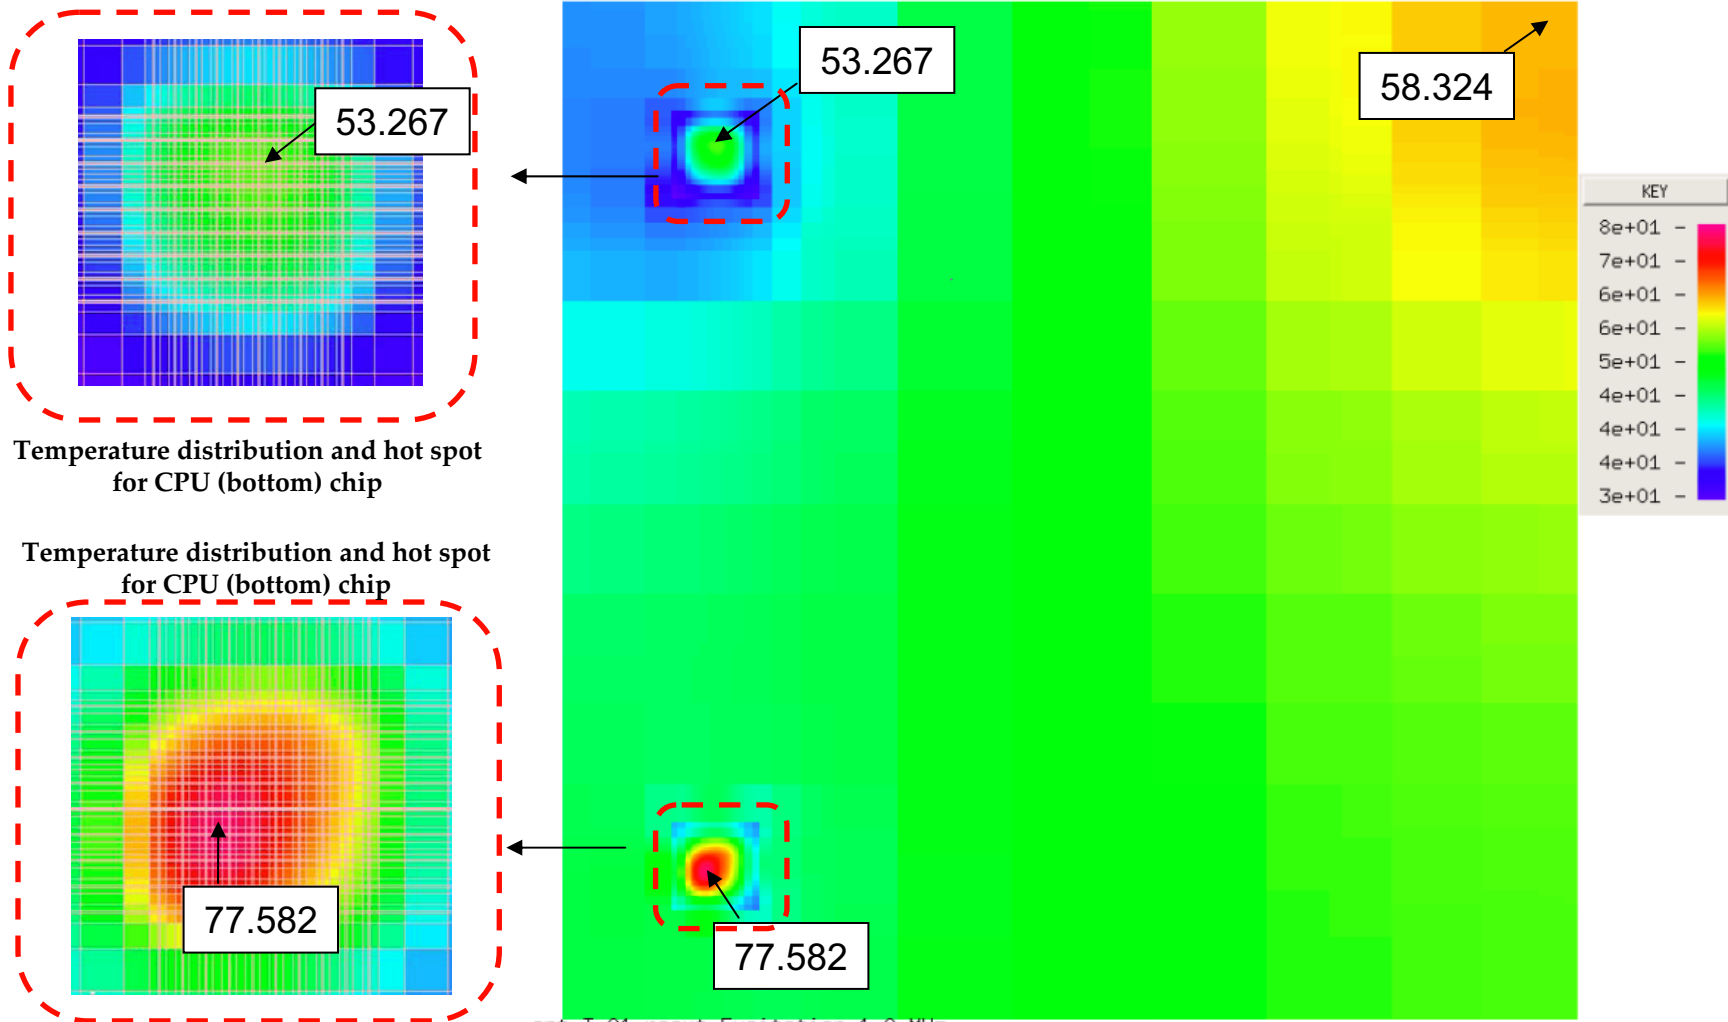 53.267
53.267
58.324
Temperature distribution and hot spot
for CPU (bottom) chip
Temperature distribution and hot spot
for CPU (bottom) chip
77.582
77.582
KEY
8e+01
7e+01
6e+01
6e+01
5e+01
4e+01
4e+01
4e+01
3e+01